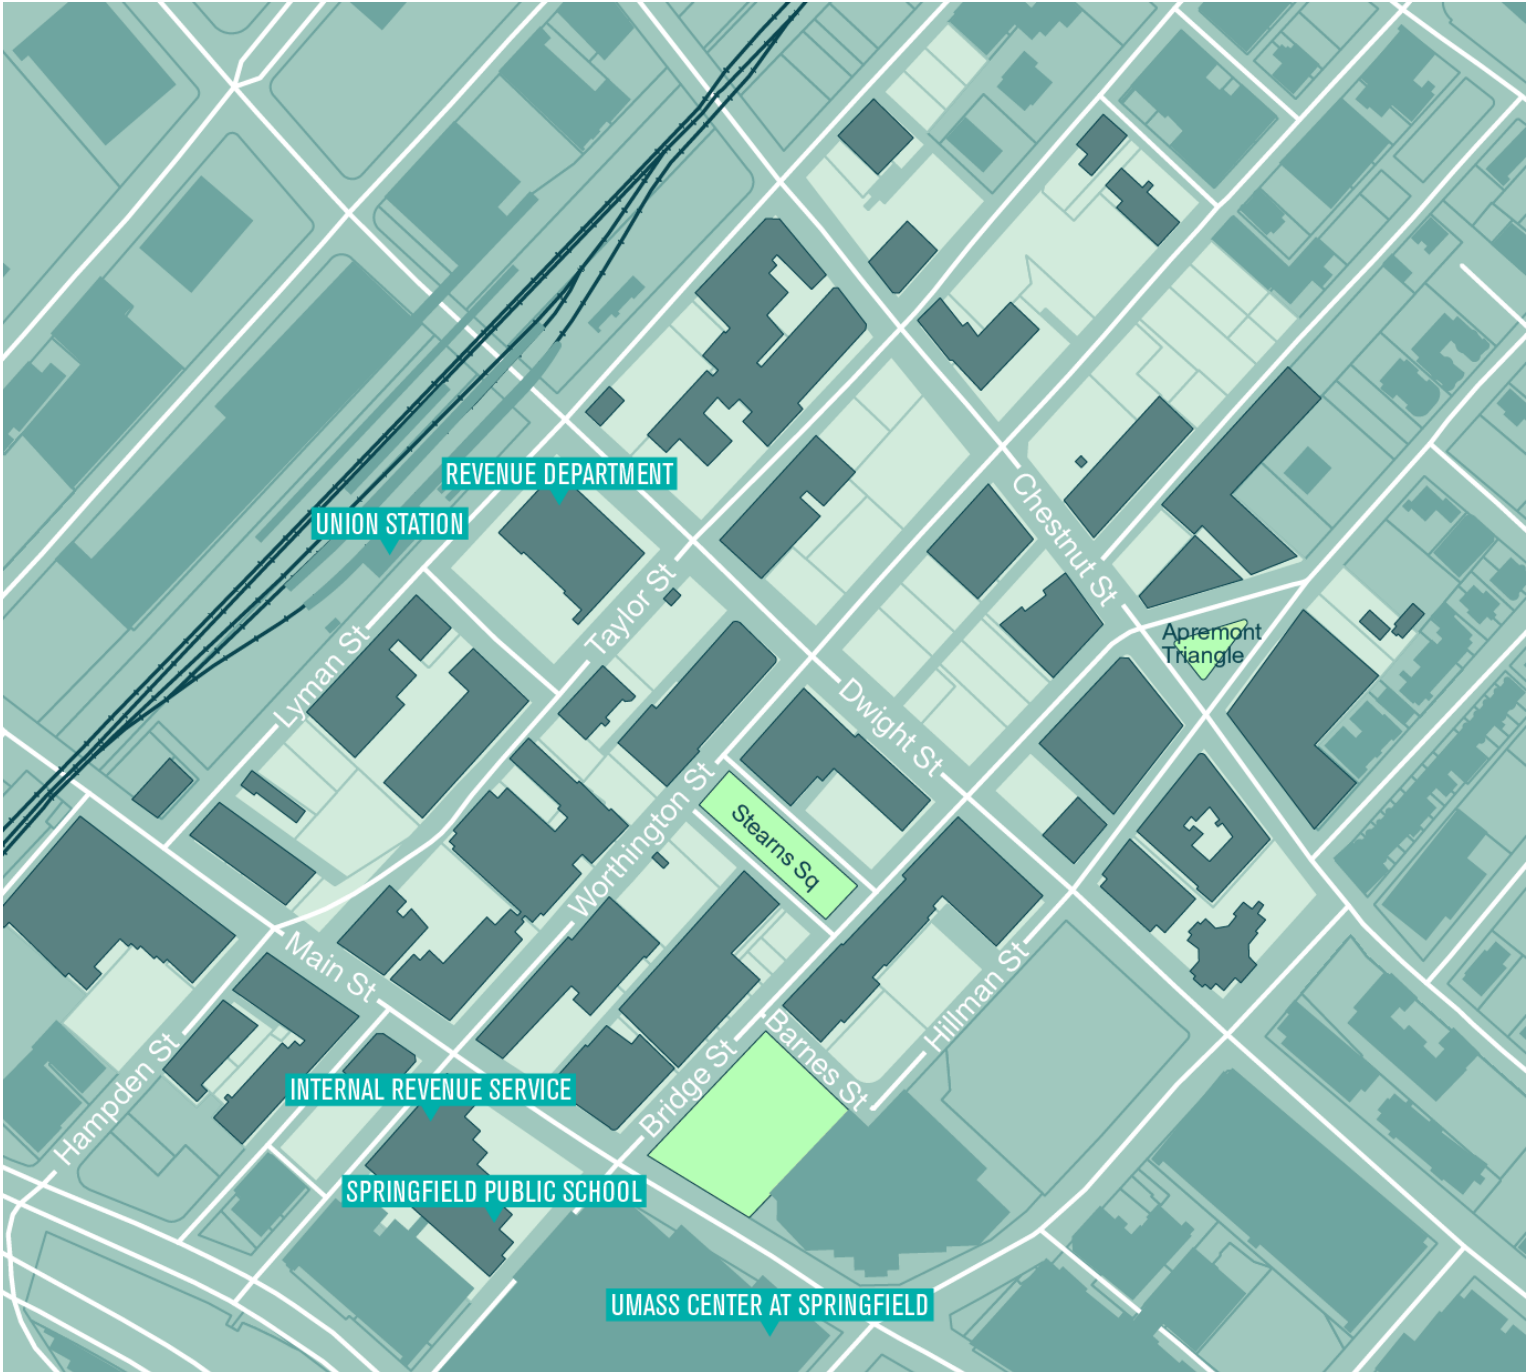 REVENUE DEPARTMENT
UNION STATION
Chestnut St
Taylor St
Lyman St
Apremont
Triangle
Dwight St
Worthington St
Stearns Sq
Main St
Hillman St
Barnes St
Bridge St
Hampden St
INTERNAL REVENUE SERVICE
SPRINGFIELD PUBLIC SCHOOL
UMASS CENTER AT SPRINGFIELD